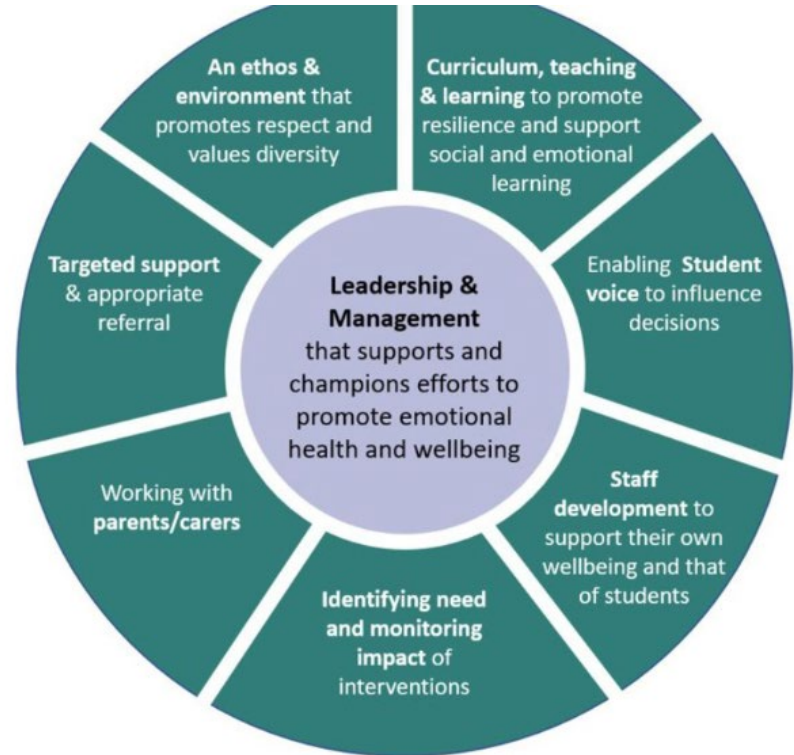 An ethos &
environment that
promotes respect and
values diversity
Curriculum, teaching
& learning to promote
resilience and support
social and emotional
learning
Enabling Student
voice to influence
decisions
Staff
development to
support their own
wellbeing and that
of students
Identifying need
and monitoring
impact of
interventions
Working with
parents/carers
Targeted support
& appropriate
referral
Leadership &
Management
that supports and
champions efforts to
promote emotional
health and wellbeing